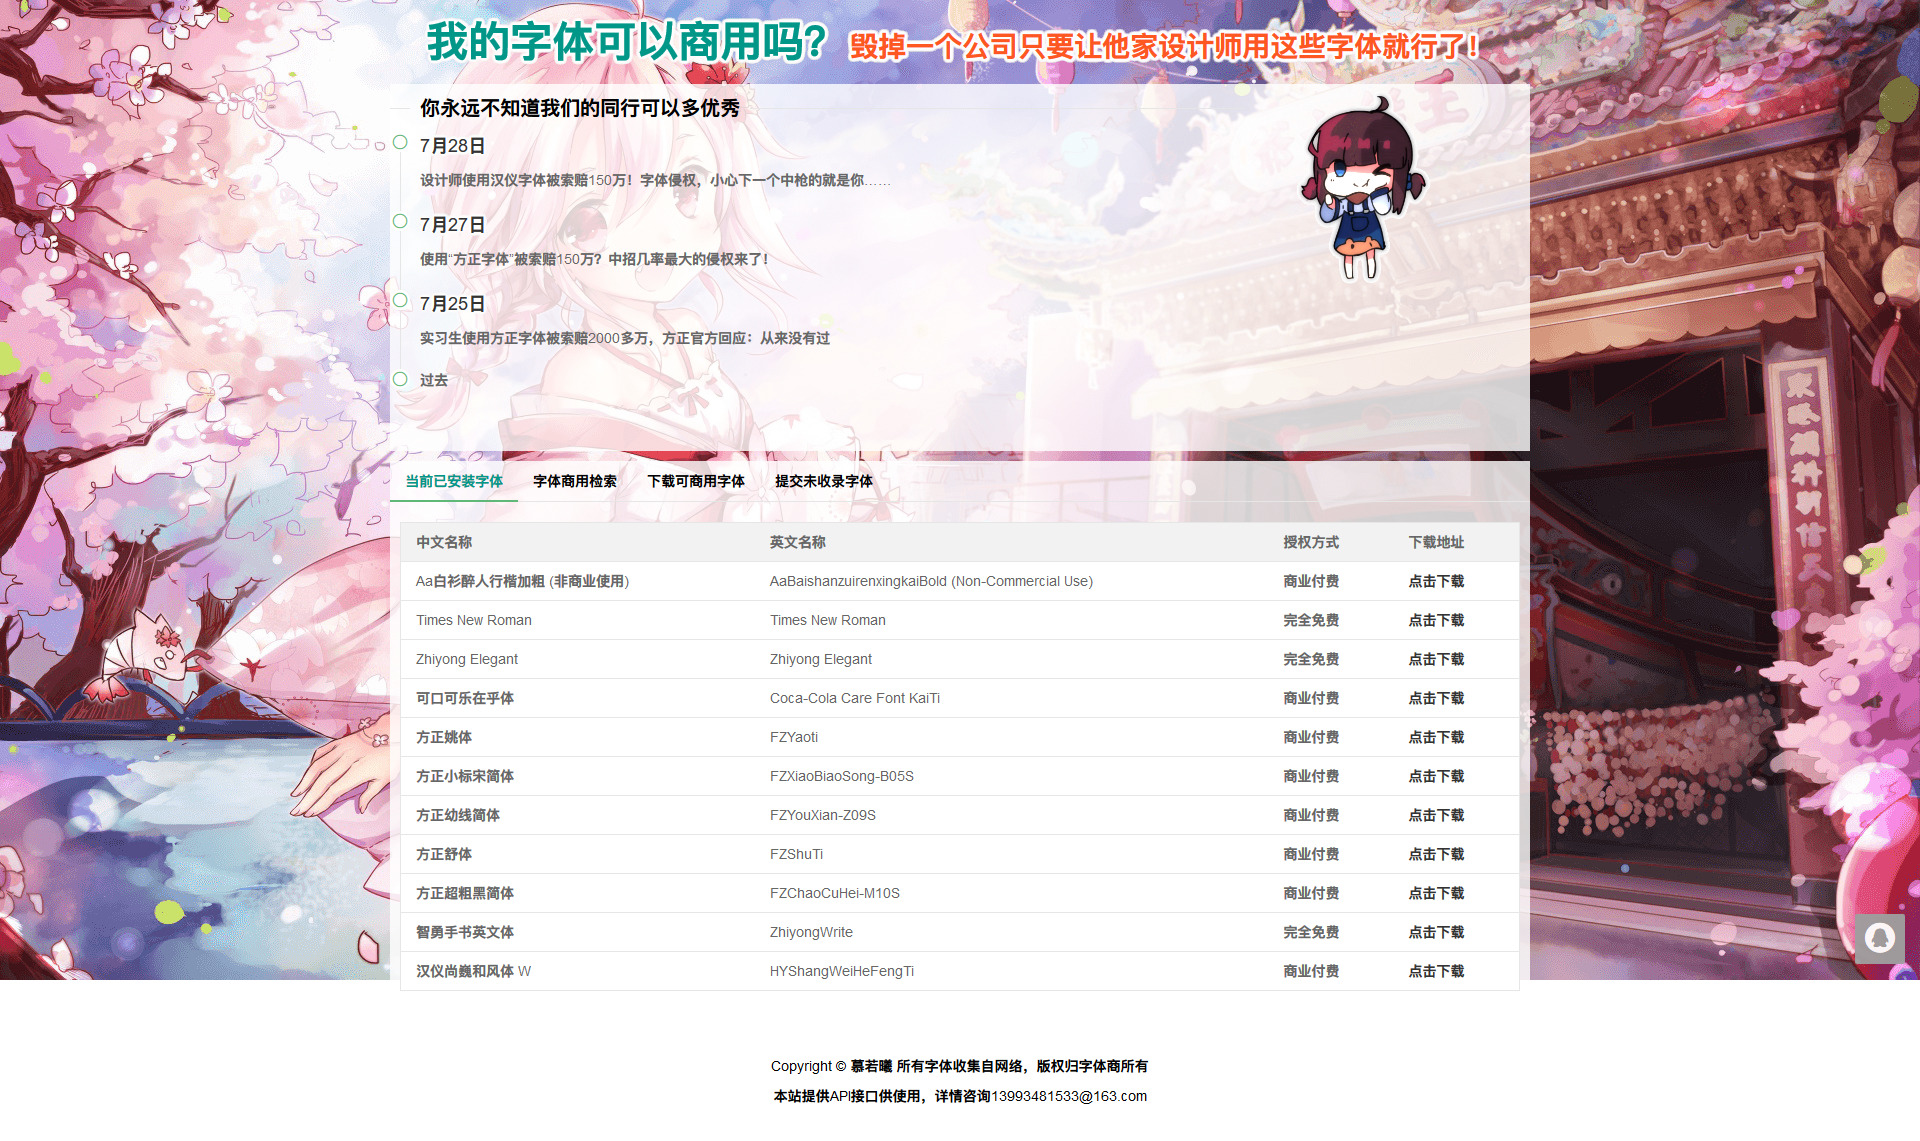 我的字体可以商用吗？ 毁掉一个公司只要让他家设计师用这些字体就行了！
你永远不知道我们的同行可以多优秀
7月28日
设计师使用汉仪字体被索赔150万！字体侵权，小心下一个中枪的就是你……
7月27日
使用“方正字体”被索赔150万？中招几率最大的侵权来了！
7月25日
实习生使用方正字体被索赔2000多万，方正官方回应：从来没有过
过去
当前已安装字体 字体商用检索 下载可商用字体 提交未收录字体
中文名称 英文名称 授权方式 下载地址
Aa白衫醉人行楷加粗 (非商业使用) AaBaishanzuirenxingkaiBold (Non-Commercial Use) 商业付费 点击下载
Times New Roman Times New Roman 完全免费 点击下载
Zhiyong Elegant Zhiyong Elegant 完全免费 点击下载
可口可乐在乎体 Coca-Cola Care Font KaiTi 商业付费 点击下载
方正姚体 FZYaoti 商业付费 点击下载
方正小标宋简体 FZXiaoBiaoSong-B05S 商业付费 点击下载
方正幼线简体 FZYouXian-Z09S 商业付费 点击下载
方正舒体 FZShuTi 商业付费 点击下载
方正超粗黑简体 FZChaoCuHei-M10S 商业付费 点击下载
智勇手书英文体 ZhiyongWrite 完全免费 点击下载
汉仪尚巍和风体 W HYShangWeiHeFengTi 商业付费 点击下载
Copyright © 慕若曦 所有字体收集自网络，版权归字体商所有
本站提供API接口供使用，详情咨询13993481533@163.com